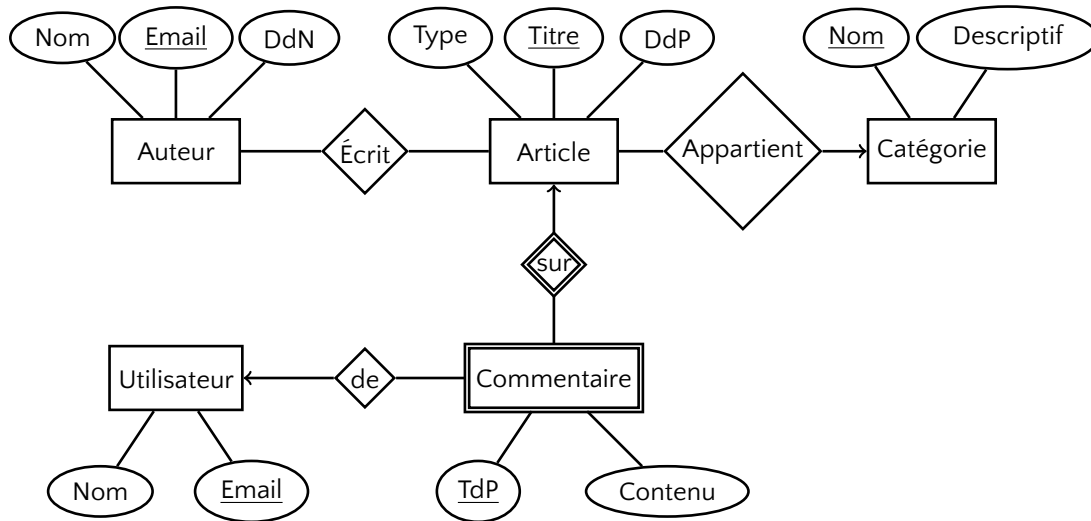 Nom
Email
DdN
Type
Titre
DdP
Nom
Descriptif
Auteur
Écrit
Article
Appartient
Catégorie
sur
Utilisateur
de
Commentaire
Nom
Email
TdP
Contenu